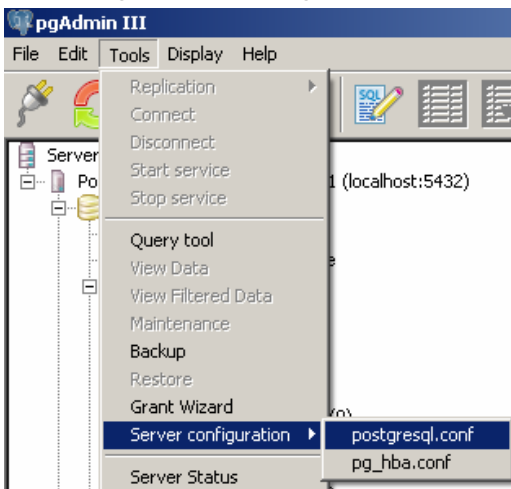 pgAdmin III
File Edit Tools Display Help
SQL
Replication
Connect
Disconnect
Start service
Stop service
Query tool
View Data
View Filtered Data
Maintenance
Backup
Restore
Grant Wizard
Server configuration
Server Status
postgresql.conf
pg_hba.conf
Server
Po
1 (localhost:5432)